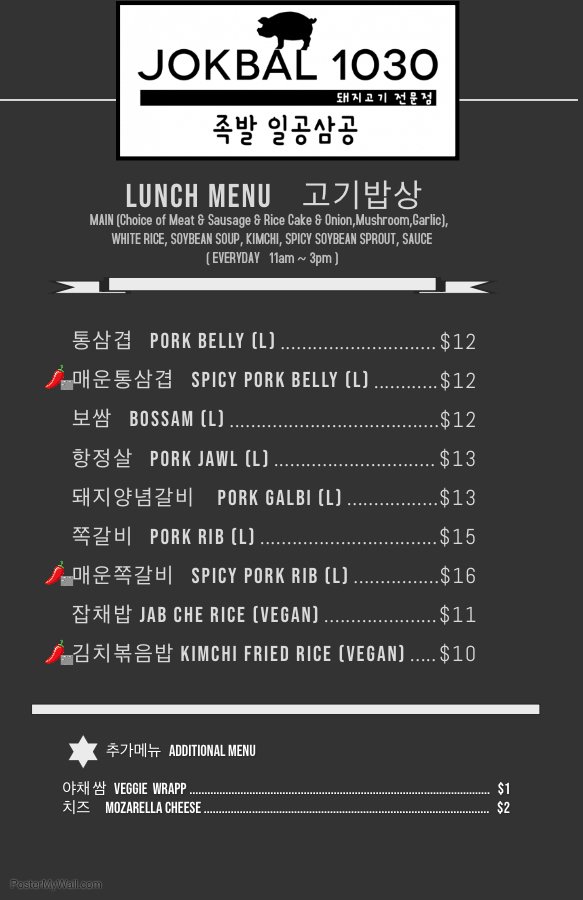 JOKBAL 1030
돼지고기 전문점
족발 일공삼공
LUNCH MENU 고기밥상
MAIN (Choice of Meat & Sausage & Rice Cake & Onion,Mushroom,Garlic),
WHITE RICE, SOYBEAN SOUP, KIMCHI, SPICY SOYBEAN SPROUT, SAUCE
( EVERYDAY 11am ~ 3pm )
통삼겹 PORK BELLY (L) ............................ $12
매운통삼겹 SPICY PORK BELLY (L) ............ $12
보쌈 BOSSAM (L) ..................................... $12
항정살 PORK JAWL (L) ............................. $13
돼지양념갈비 PORK GALBI (L) ................. $13
쪽갈비 PORK RIB (L) ................................ $15
매운쪽갈비 SPICY PORK RIB (L) ............... $16
잡채밥 JAB CHE RICE (VEGAN) .................... $11
김치볶음밥 KIMCHI FRIED RICE (VEGAN) ..... $10
추가메뉴 ADDITIONAL MENU
야채쌈 VEGGIE WRAPP ........................................ $1
치즈 MOZARELLA CHEESE ........................................ $2
PosterMyWall.com